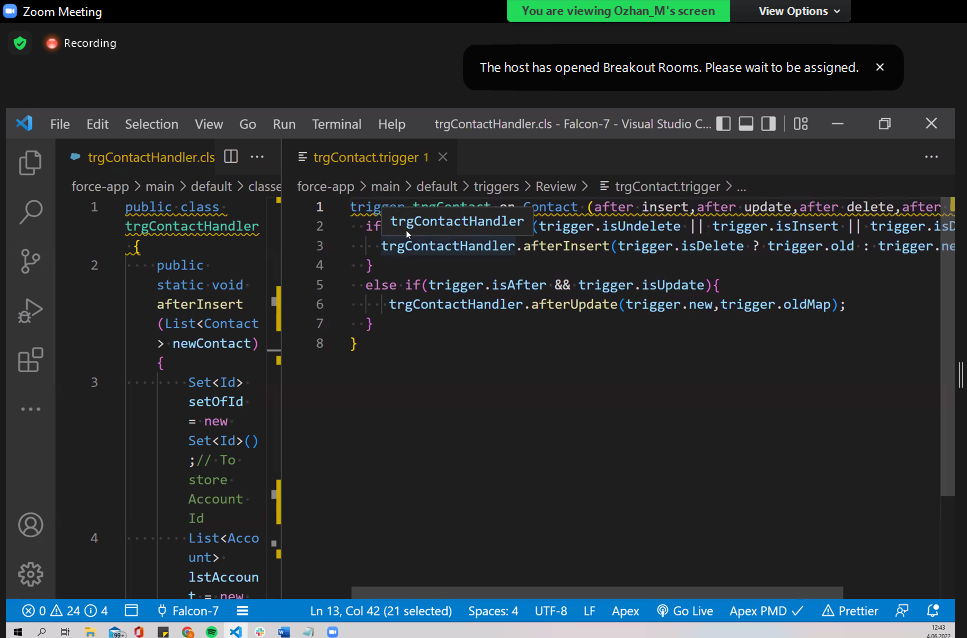 Zoom Meeting
You are viewing Ozhan_M's screen
View Options
Recording
The host has opened Breakout Rooms. Please wait to be assigned.
File Edit Selection View Go Run Terminal Help
trgContactHandler.cls - Falcon-7 - Visual Studio C...
trgContactHandler.cls
force-app > main > default > classe
1 public class
trgContactHandler
{
2 public
static void
afterInsert
(List<Contact
> newContact)
{
3 Set<Id>
setOfId
= new
Set<Id>()
;// To
store
Account
Id
4 List<Acco
unt>
lstAccoun
t = new
trgContact.trigger 1
force-app > main > default > triggers > Review > trgContact.trigger > ...
1 trigger trgContact on Contact (after insert,after update,after delete,after
trgContactHandler
2 if (trigger.isUndelete || trigger.isInsert || trigger.isD
3 trgContactHandler.afterInsert(trigger.isDelete ? trigger.old : trigger.ne
4 }
5 else if(trigger.isAfter && trigger.isUpdate){
6 trgContactHandler.afterUpdate(trigger.new,trigger.oldMap);
7 }
8 }
0 24 4 Falcon-7 Ln 13, Col 42 (21 selected) Spaces: 4 UTF-8 LF Apex Go Live Apex PMD Prettier
99+
12:43
4.06.2022